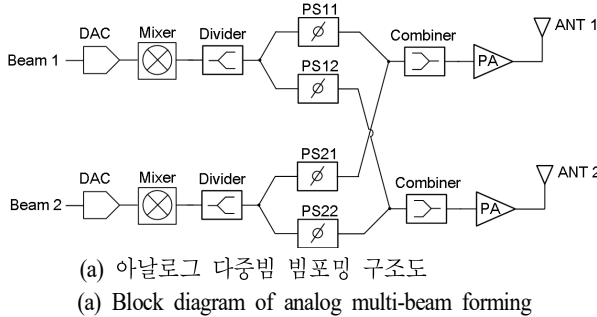 PS11
ANT 1
DAC Mixer Divider Combiner
Beam 1 PS12 PA
PS21
ANT 2
DAC Mixer Divider Combiner
Beam 2 PS22 PA
(a) 아날로그 다중빔 빔포밍 구조도
(a) Block diagram of analog multi-beam forming